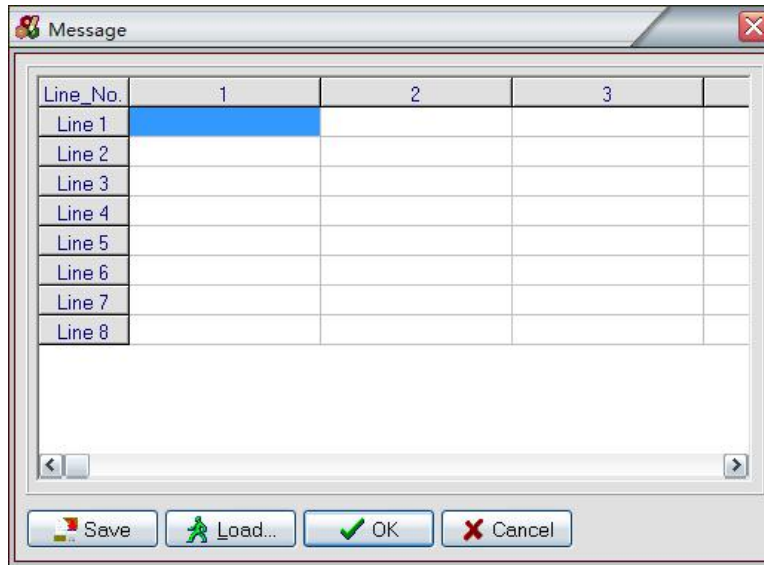 Message
Line_No. 1 2 3
Line 1
Line 2
Line 3
Line 4
Line 5
Line 6
Line 7
Line 8
Save Load... OK Cancel